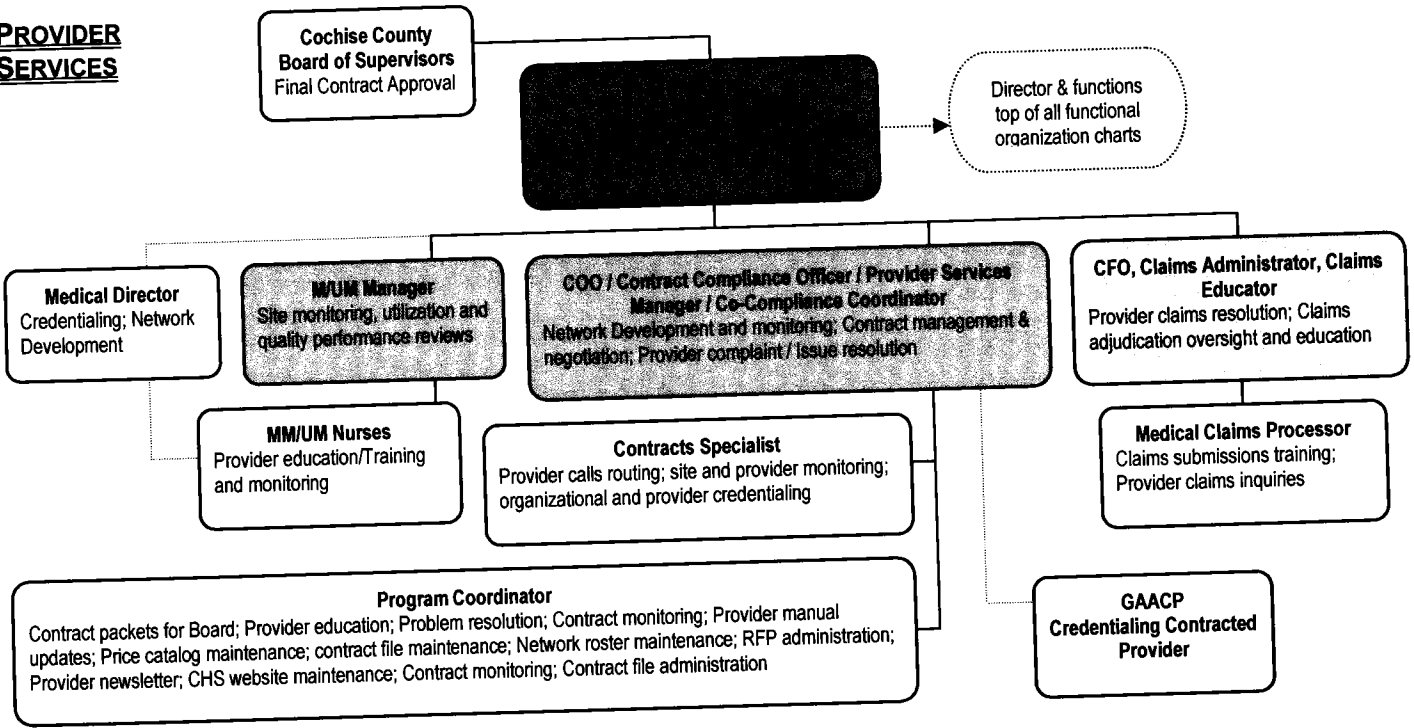 PROVIDER
SERVICES
Cochise County
Board of Supervisors
Final Contract Approval
Director & functions
top of all functional
organization charts
Medical Director
Credentialing; Network
Development
M/UM Manager
Site monitoring, utilization and
quality performance reviews
COO / Contract Compliance Officer / Provider Services
Manager / Co-Compliance Coordinator
Network Development and monitoring; Contract management &
negotiation; Provider complaint / Issue resolution
CFO, Claims Administrator, Claims
Educator
Provider claims resolution; Claims
adjudication oversight and education
MM/UM Nurses
Provider education/Training
and monitoring
Contracts Specialist
Provider calls routing; site and provider monitoring;
organizational and provider credentialing
Medical Claims Processor
Claims submissions training;
Provider claims inquiries
Program Coordinator
Contract packets for Board; Provider education; Problem resolution; Contract monitoring; Provider manual
updates; Price catalog maintenance; contract file maintenance; Network roster maintenance; RFP administration;
Provider newsletter; CHS website maintenance; Contract monitoring; Contract file administration
GAACP
Credentialing Contracted
Provider